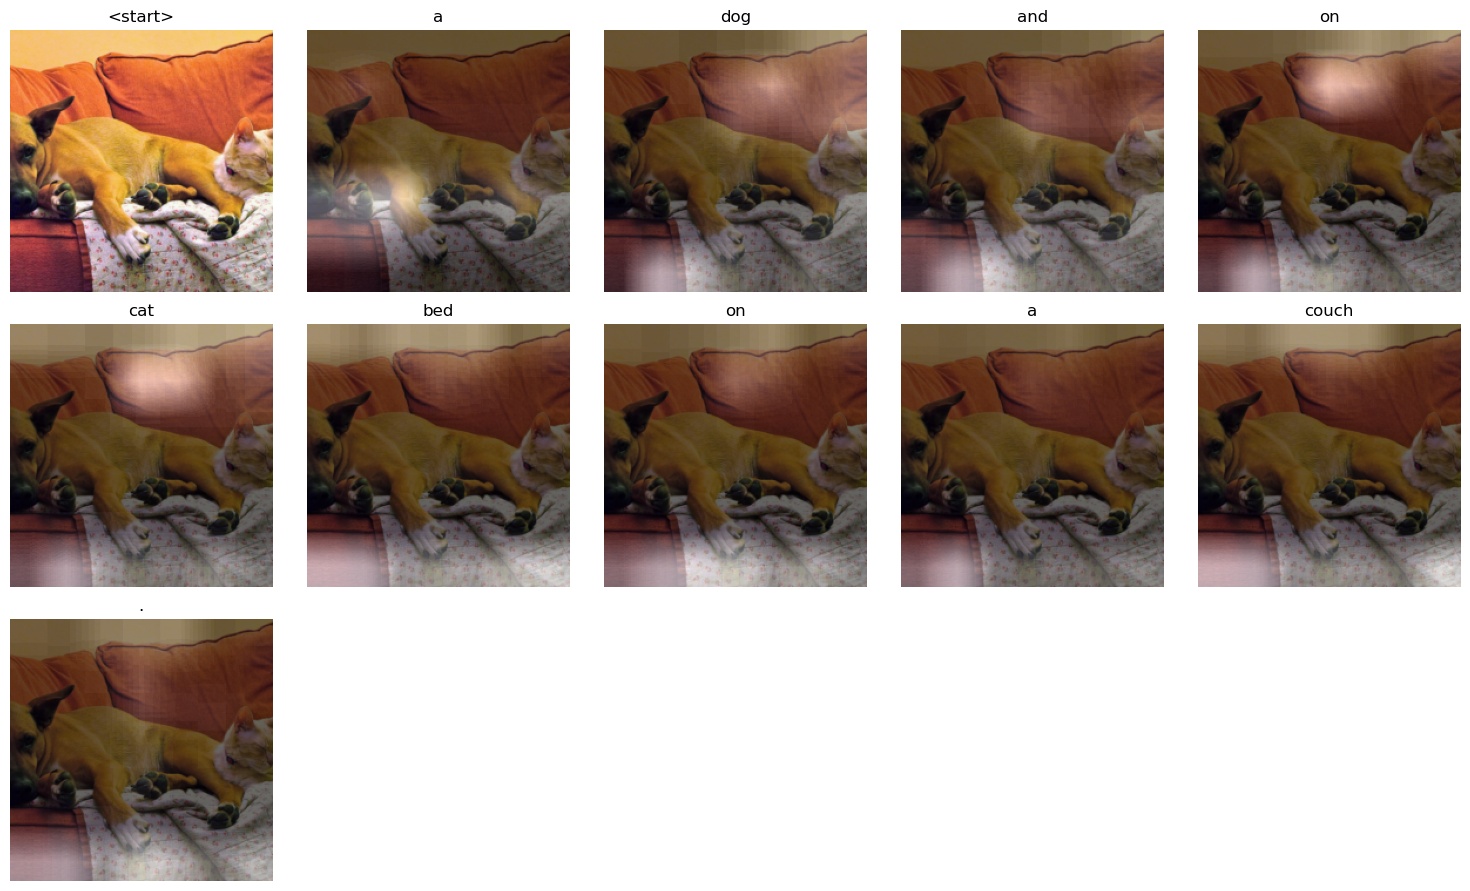 <start> a dog and on
cat bed on a couch
.